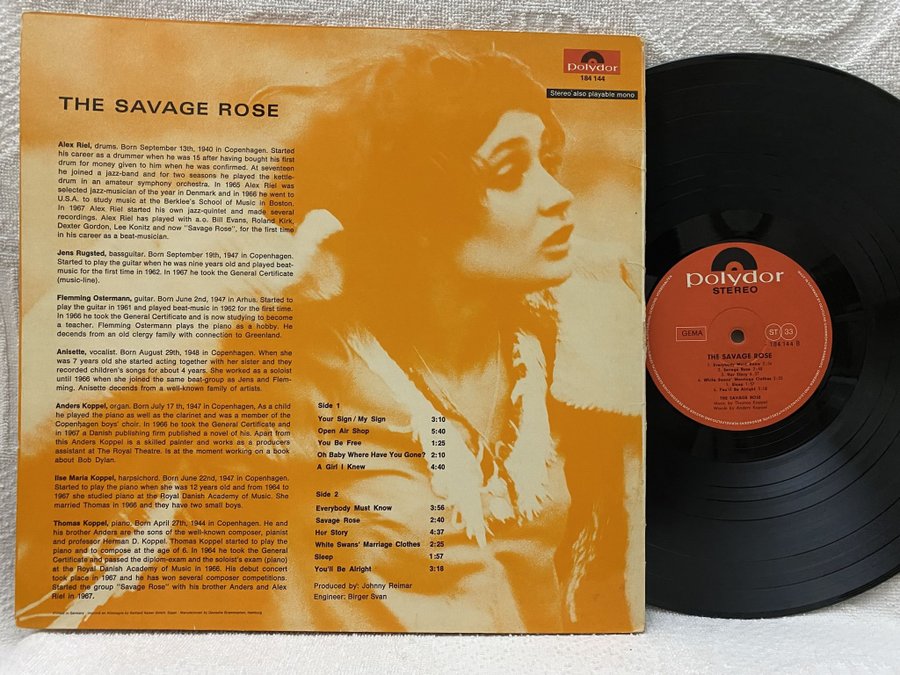 polydor
184 144
Stereo also playable mono
THE SAVAGE ROSE
Alex Riel, drums. Born September 13th, 1940 in Copenhagen. Started
his career as a drummer when he was 15 after having bought his first
drum for money given to him when he was confirmed. At seventeen
he joined a jazz-band and for two seasons he played the kettle-
drum in an amateur symphony orchestra. In 1965 Alex Riel was
selected jazz-musician of the year in Denmark and in 1966 he went to
U.S.A. to study music at the Berklee's School of Music in Boston.
In 1967 Alex Riel started his own jazz-quintet and made several
recordings. Alex Riel has played with a.o. Bill Evans, Roland Kirk,
Dexter Gordon, Lee Konitz and now "Savage Rose", for the first time
in his career as a beat-musician.
Jens Rugsted, bassguitar. Born September 19th, 1947 in Copenhagen.
Started to play the guitar when he was nine years old and played beat-
music for the first time in 1962. In 1967 he took the General Certificate
(music-line).
Flemming Ostermann, guitar. Born June 2nd, 1947 in Arhus. Started to
play the guitar in 1961 and played beat-music in 1962 for the first time.
In 1966 he took the General Certificate and is now studying to become
a teacher. Flemming Ostermann plays the piano as a hobby. He
decends from an old clergy family with connection to Greenland.
Anisette, vocalist. Born August 29th, 1948 in Copenhagen. When she
was 7 years old she started acting together with her sister and they
recorded children's songs for about 4 years. She worked as a soloist
until 1966 when she joined the same beat-group as Jens and Flem-
ming. Anisette decends from a well-known family of artists.
Anders Koppel, organ. Born July 17 th, 1947 in Copenhagen. As a child
he played the piano as well as the clarinet and was a member of the
Copenhagen boys' choir. In 1966 he took the General Certificate and
in 1967 a Danish publishing firm published a novel of his. Apart from
this Anders Koppel is a skilled painter and works as a producers
assistant at The Royal Theatre. Is at the moment working on a book
about Bob Dylan.
Ilse Maria Koppel, harpsichord. Born June 22nd, 1947 in Copenhagen.
Started to play the piano when she was 12 years old and from 1964 to
1967 she studied piano at the Royal Danish Academy of Music. She
married Thomas in 1966 and they have two small boys.
Thomas Koppel, piano. Born April 27th, 1944 in Copenhagen. He and
his brother Anders are the sons of the well-known composer, pianist
and professor Herman D. Koppel. Thomas Koppel started to play the
piano and to compose at the age of 6. In 1964 he took the General
Certificate and passed the diplom-exam and the soloist's exam (piano)
at the Royal Danish Academy of Music in 1966. His debut concert
took place in 1967 and he has won several composer competitions.
Started the group "Savage Rose" with his brother Anders and Alex
Riel in 1967.
Side 1
Your Sign / My Sign 3:10
Open Air Shop 5:40
You Be Free 1:25
Oh Baby Where Have You Gone? 2:10
A Girl I Knew 4:40
Side 2
Everybody Must Know 3:56
Savage Rose 2:40
Hor Story 4:37
White Swans' Marriage Clothes 2:25
Sleep 1:57
You'll Be Alright 3:18
Produced by: Johnny Reimar
Engineer: Birger Svan
polydor
STEREO
GEMA
ST 33
184 144 B
THE SAVAGE ROSE
THE SAVAGE ROSE
Music by Thomas Koppel
Words by Anders Koppel